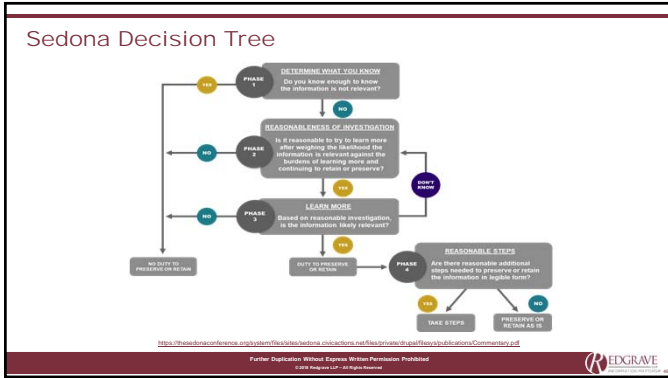 Sedona Decision Tree
PHASE
1
DETERMINE WHAT YOU KNOW
Do you know enough to know
the information is not relevant?
YES
NO
PHASE
2
REASONABLENESS OF INVESTIGATION
Is it reasonable to try to learn more
after weighing the likelihood the
information is relevant against the
burdens of learning more and
continuing to retain or preserve?
NO
YES
DON'T
KNOW
PHASE
3
LEARN MORE
Based on reasonable investigation,
is the information likely relevant?
NO
YES
NO DUTY TO
PRESERVE OR RETAIN
DUTY TO PRESERVE
OR RETAIN
PHASE
4
REASONABLE STEPS
Are there reasonable additional
steps needed to preserve or retain
the information in legible form?
YES
NO
TAKE STEPS
PRESERVE OR
RETAIN AS IS
https://thesedonaconference.org/system/files/sites/sedona.civicactions.net/files/private/drupal/filesys/publications/Commentary.pdf
Further Duplication Without Express Written Permission Prohibited
REDGRAVE